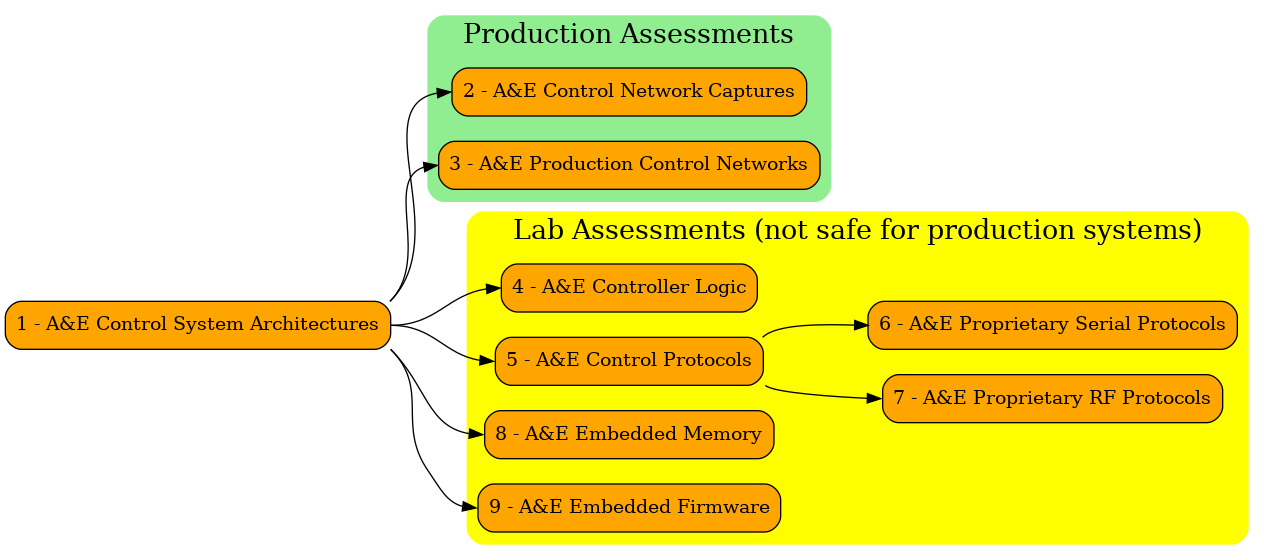 Production Assessments
2 - A&E Control Network Captures
3 - A&E Production Control Networks
Lab Assessments (not safe for production systems)
4 - A&E Controller Logic
1 - A&E Control System Architectures
6 - A&E Proprietary Serial Protocols
5 - A&E Control Protocols
7 - A&E Proprietary RF Protocols
8 - A&E Embedded Memory
9 - A&E Embedded Firmware